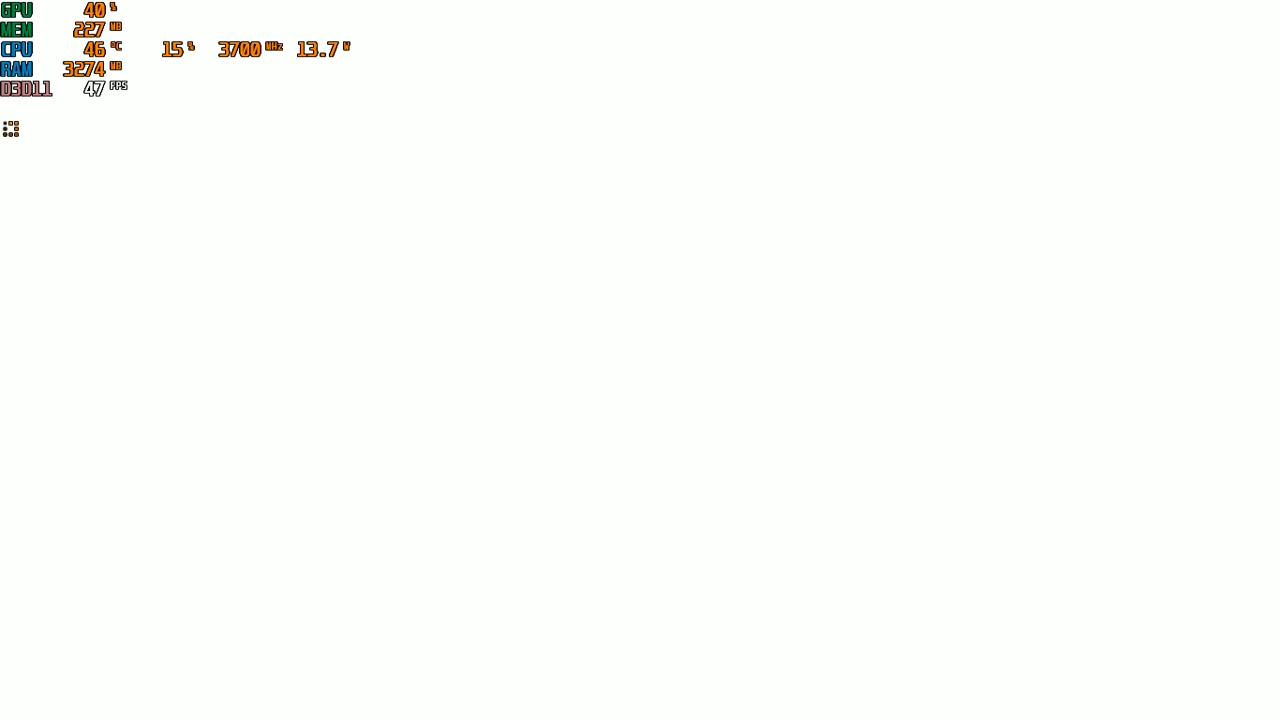 GPU 40 %
MEM 227 MB
CPU 46 °C 15 % 3700 MHz 13.7 W
RAM 3274 MB
D3D11 47 FPS